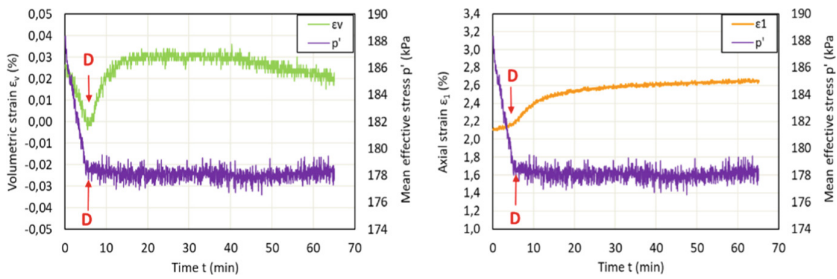 0,05
0,04
0,03
0,02
0,01
0,00
-0,01
-0,02
-0,03
-0,04
-0,05
Volumetric strain εv (%)
0 10 20 30 40 50 60 70
Time t (min)
190
188
186
184
182
180
178
176
174
Mean effective stress p' (kPa
εv
p'
D
D
3,4
3,2
3,0
2,8
2,6
2,4
2,2
2,0
1,8
1,6
1,4
1,2
1,0
Axial strain ε1 (%)
0 10 20 30 40 50 60 70
Time t (min)
190
188
186
184
182
180
178
176
174
Mean effective stress p' (kPa
ε1
p'
D
D